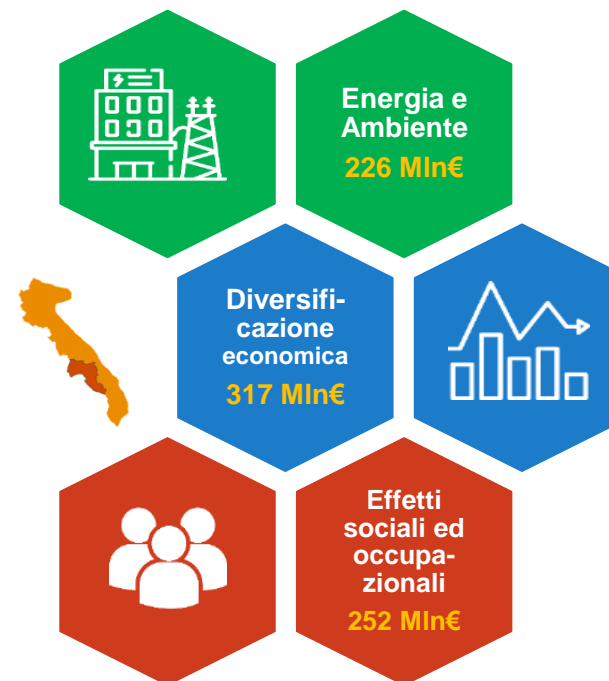 Energia e
Ambiente
226 Mln€
Diversifi-
cazione
economica
317 Mln€
Effetti
sociali ed
occupa-
zionali
252 Mln€